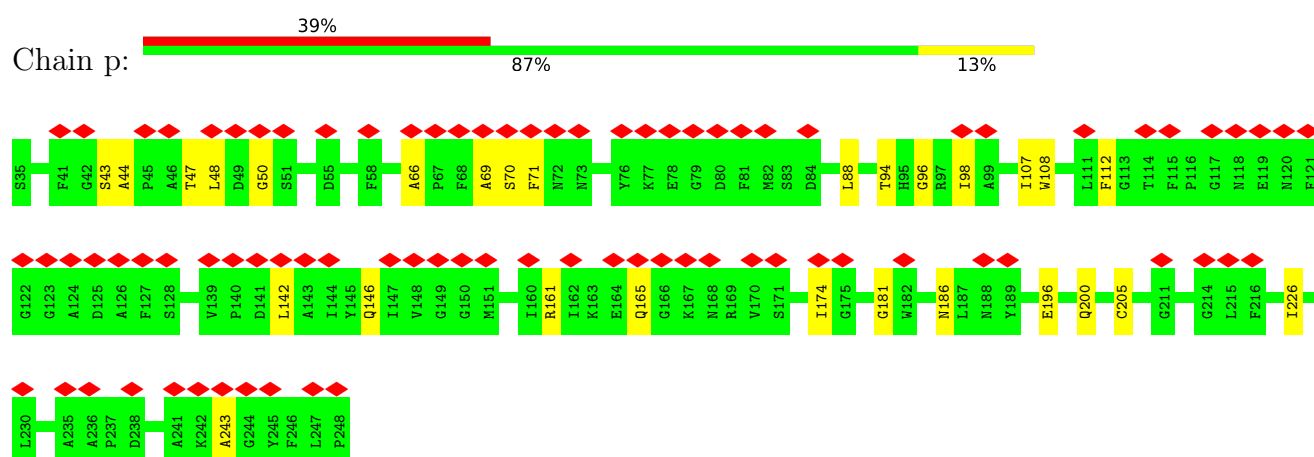 39%
Chain p:
87% 13%
S35 F41 G42 S43 A44 P45 A46 T47 L48 D49 G50 S51 D55 F58 A66 P67 F68 A69 S70 F71 N72 N73 Y76 K77 E78 G79 D80 F81 M82 S83 D84 L88 T94 H95 G96 R97 I98 A99 I107 W108 L111 F112 G113 T114 F115 P116 G117 N118 E119 N120
G122 G123 A124 D125 A126 F127 S128 V139 P140 D141 L142 A143 I144 Y145 Q146 I147 V148 G149 G150 M151 I160 R161 I162 K163 E164 Q165 G166 K167 N168 R169 V170 S171 I174 G175 G181 W182 N186 L187 N188 Y189 E196 Q200 C205 G211 G214 L215 F216 I226
L230 A235 A236 P237 D238 A241 K242 A243 G244 Y245 F246 L247 P248